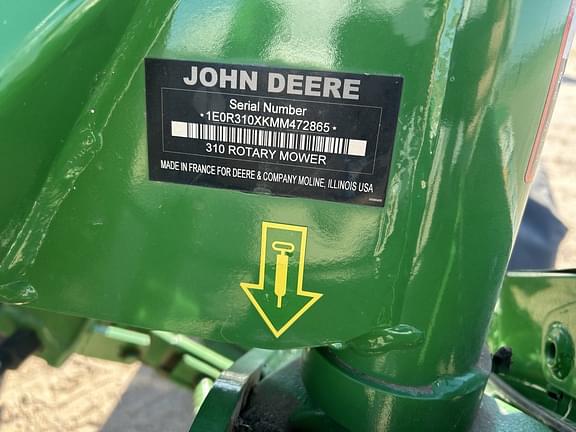 JOHN DEERE
Serial Number
•1E0R310XKMM472865•
310 ROTARY MOWER
MADE IN FRANCE FOR DEERE & COMPANY MOLINE, ILLINOIS USA